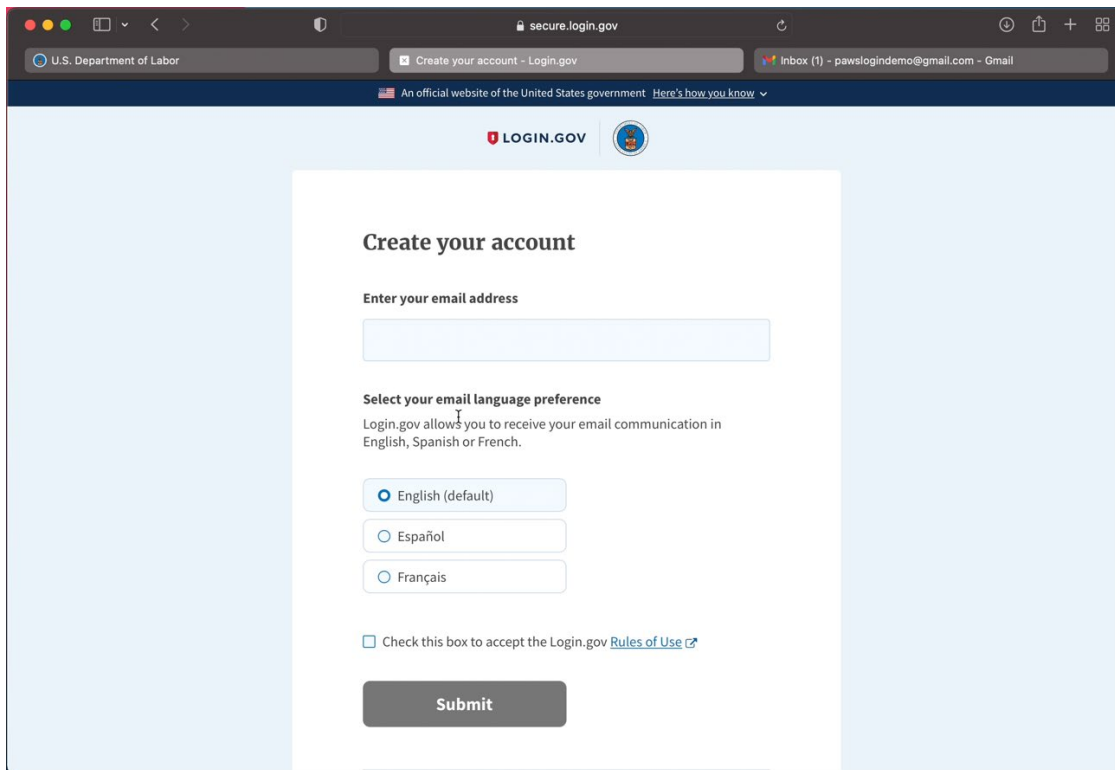 secure.login.gov
U.S. Department of Labor
Create your account - Login.gov
Inbox (1) - pawslogindemo@gmail.com - Gmail
An official website of the United States government Here's how you know
LOGIN.GOV
Create your account
Enter your email address
Select your email language preference
Login.gov allows you to receive your email communication in
English, Spanish or French.
English (default)
Español
Français
Check this box to accept the Login.gov Rules of Use
Submit